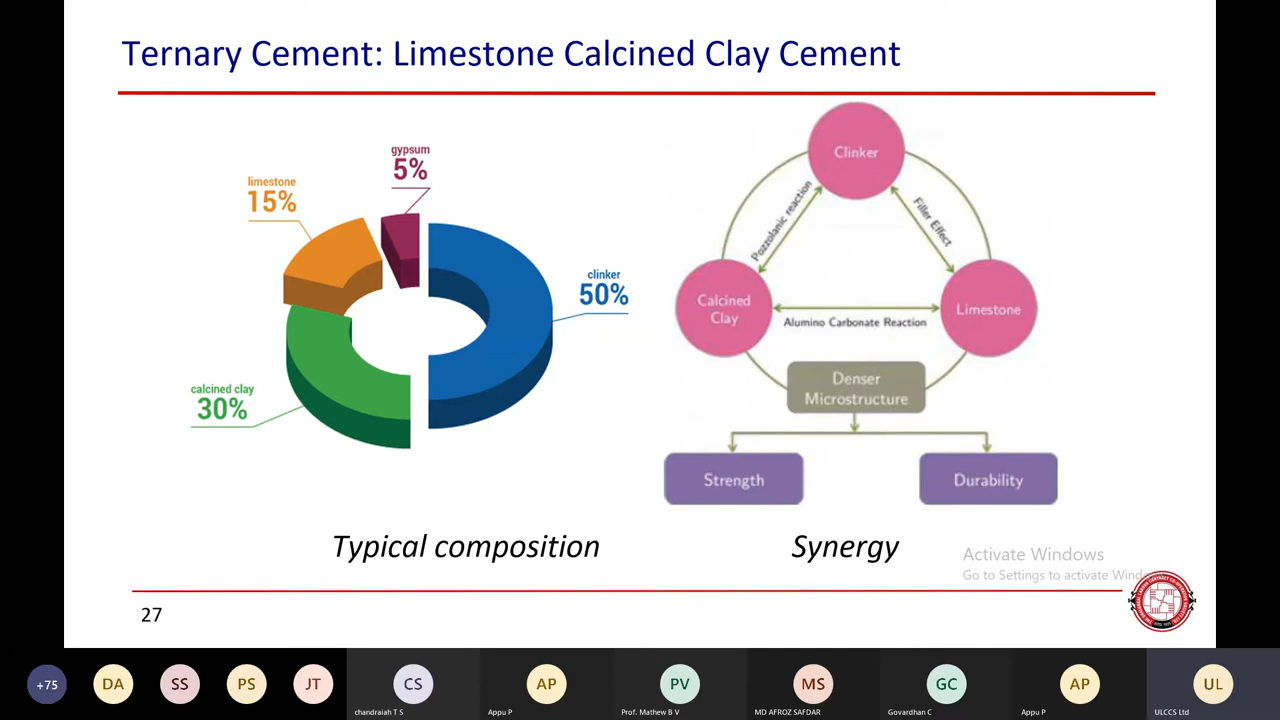 Ternary Cement: Limestone Calcined Clay Cement
gypsum
5%
limestone
15%
clinker
50%
calcined clay
30%
Clinker
Pozzolanic reaction
Filler Effect
Calcined
Clay
Limestone
Alumino Carbonate Reaction
Denser
Microstructure
Strength
Durability
Typical composition
Synergy
Activate Windows
Go to Settings to activate
27
+75
DA
SS
PS
JT
CS
chandraiah T S
AP
Appu P
PV
Prof. Mathew B V
MS
MD AFROZ SAFDAR
GC
Govardhan C
AP
Appu P
UL
ULCCS Ltd